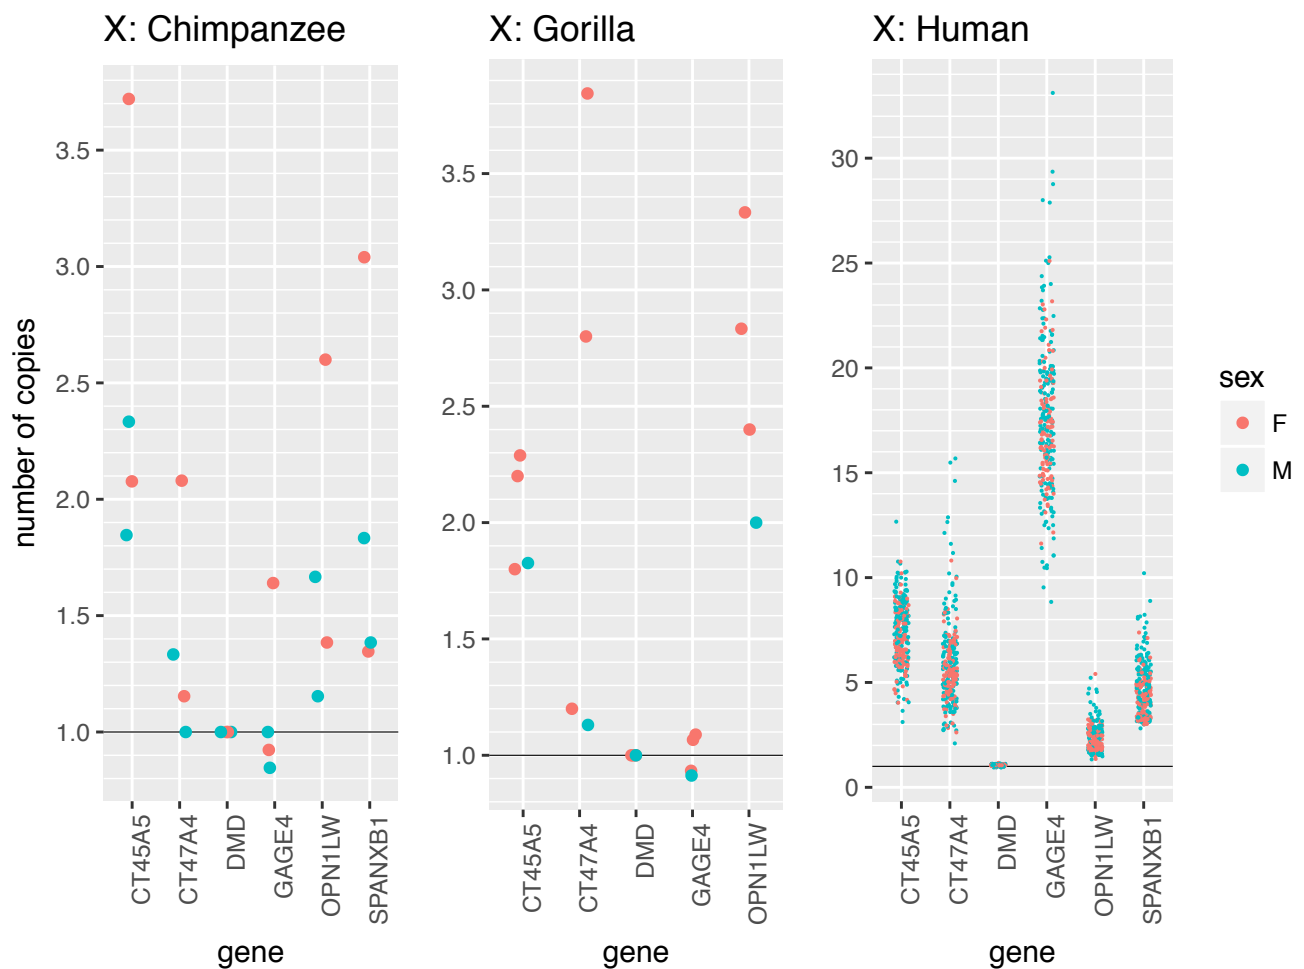 X: Chimpanzee
X: Gorilla
X: Human
number of copies
3.5
3.0
2.5
2.0
1.5
1.0
CT45A5
CT47A4
DMD
GAGE4
OPN1LW
SPANXB1
gene
3.5
3.0
2.5
2.0
1.5
1.0
CT45A5
CT47A4
DMD
GAGE4
OPN1LW
gene
30
25
20
15
10
5
0
CT45A5
CT47A4
DMD
GAGE4
OPN1LW
SPANXB1
gene
sex
F
M